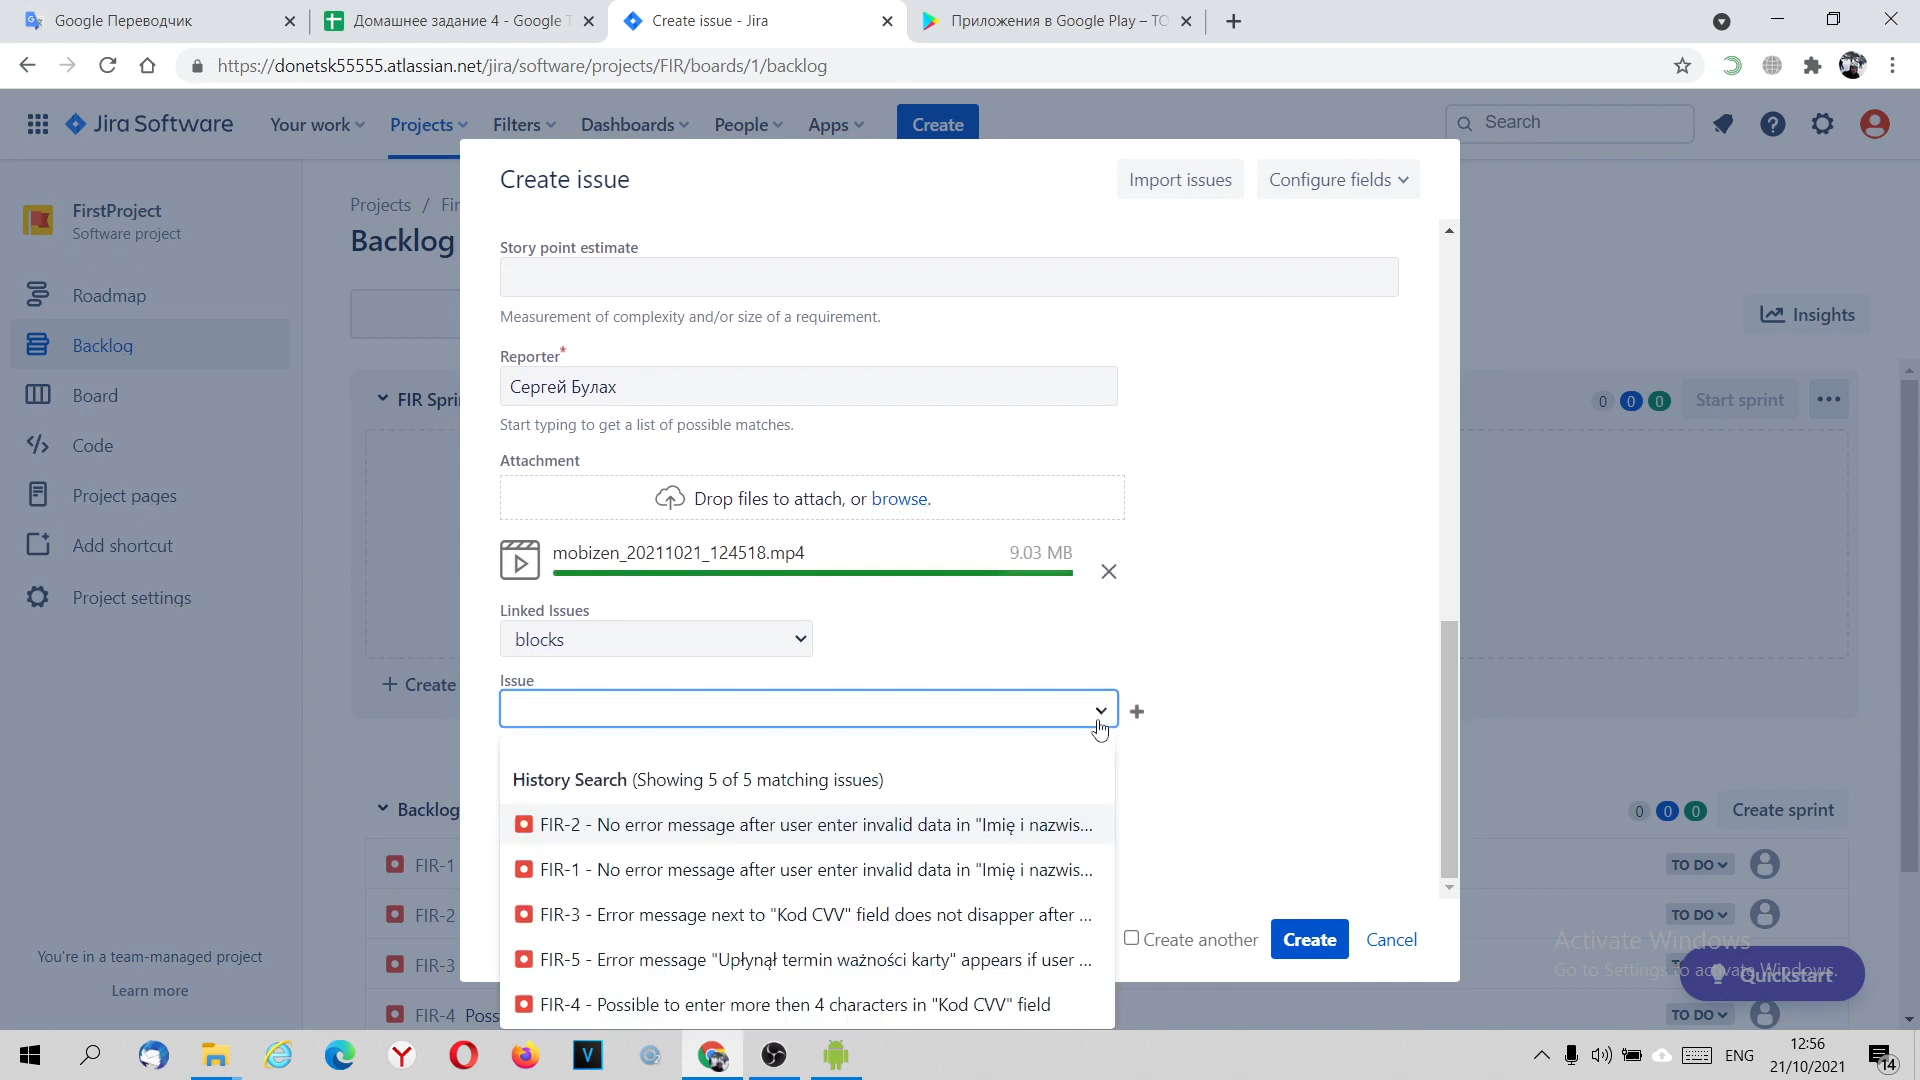 Google Переводчик
Домашнее задание 4 - Google Т
Create issue - Jira
Приложения в Google Play – ТО
https://donetsk55555.atlassian.net/jira/software/projects/FIR/boards/1/backlog
Jira Software
Your work
Projects
Filters
Dashboards
People
Apps
Create
Search
FirstProject
Software project
Roadmap
Backlog
Board
Code
Project pages
Add shortcut
Project settings
You're in a team-managed project
Learn more
Projects / Fir
Backlog
Insights
FIR Spri
0 0 0
Start sprint
+ Create
Backlog
0 0 0
Create sprint
FIR-1
TO DO
FIR-2
TO DO
FIR-3
FIR-4 Poss
TO DO
Create issue
Import issues
Configure fields
Story point estimate
Measurement of complexity and/or size of a requirement.
Reporter*
Сергей Булах
Start typing to get a list of possible matches.
Attachment
Drop files to attach, or browse.
mobizen_20211021_124518.mp4
9.03 MB
Linked Issues
blocks
Issue
History Search (Showing 5 of 5 matching issues)
FIR-2 - No error message after user enter invalid data in "Imię i nazwis...
FIR-1 - No error message after user enter invalid data in "Imię i nazwis...
FIR-3 - Error message next to "Kod CVV" field does not disapper after ...
FIR-5 - Error message "Upłynął termin ważności karty" appears if user ...
FIR-4 - Possible to enter more then 4 characters in "Kod CVV" field
Create another
Create
Cancel
Activate Windows
Go to Settings to activate Windows.
Quickstart
ENG
12:56
21/10/2021
14